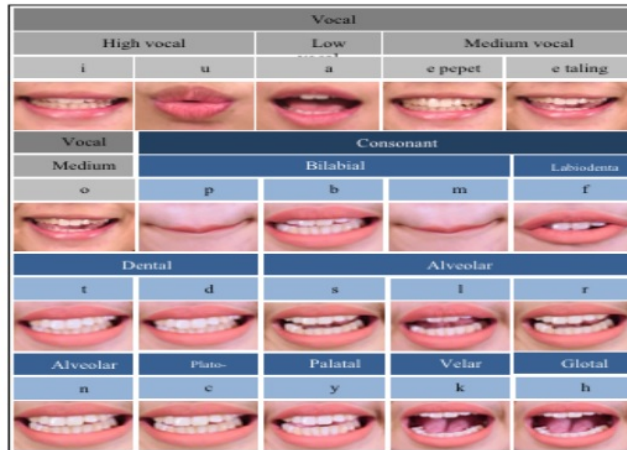 Vocal
High vocal Low Medium vocal
i u a e pepet e taling
Vocal Consonant
Medium Bilabial Labiodenta
o p b m f
Dental Alveolar
t d s l r
Alveolar Palatal Velar Glotal
n c y k h